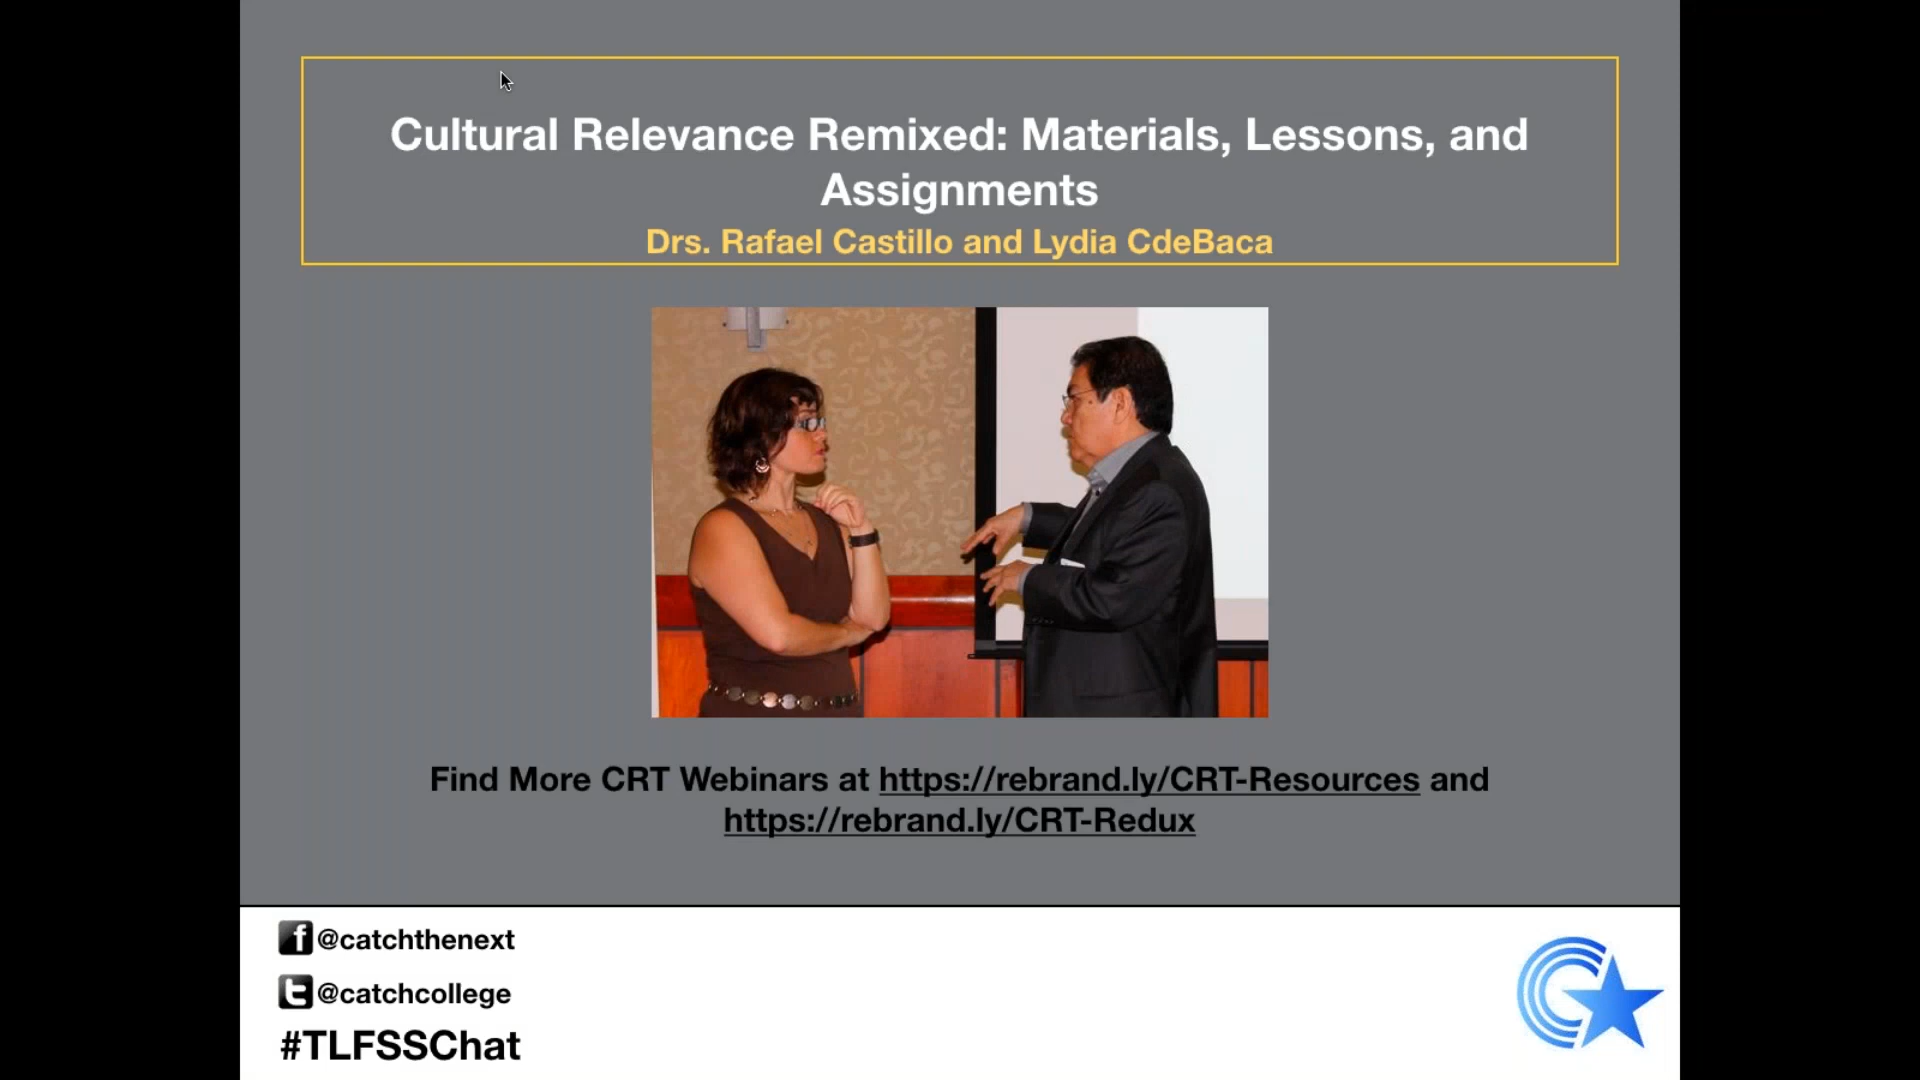 Cultural Relevance Remixed: Materials, Lessons, and
Assignments
Drs. Rafael Castillo and Lydia CdeBaca
Find More CRT Webinars at https://rebrand.ly/CRT-Resources and
https://rebrand.ly/CRT-Redux
@catchthenext
@catchcollege
#TLFSSChat